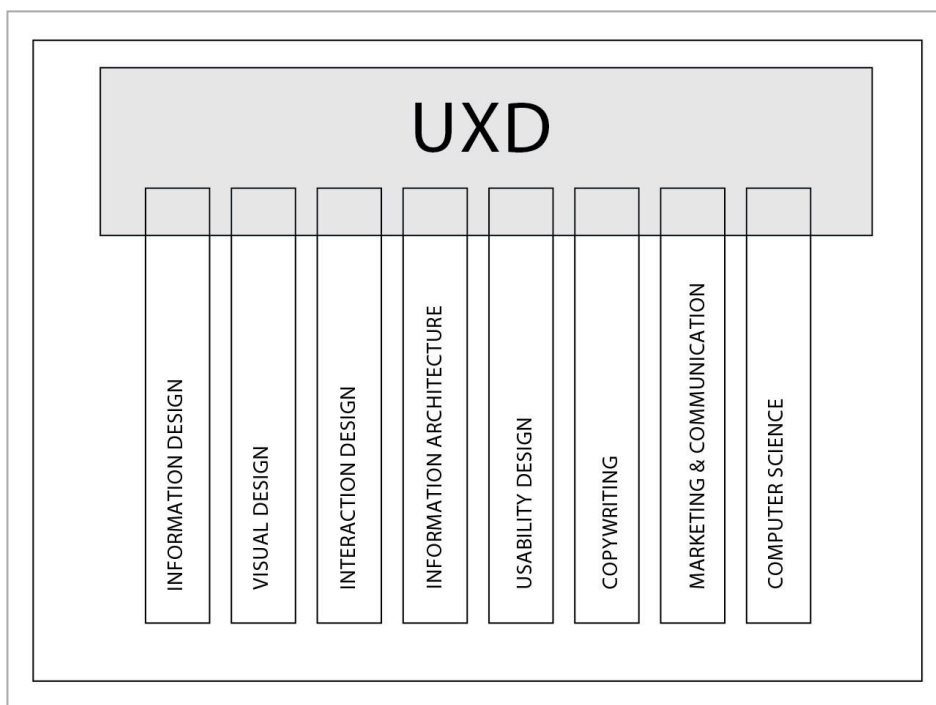 UXD
INFORMATION DESIGN
VISUAL DESIGN
INTERACTION DESIGN
INFORMATION ARCHITECTURE
USABILITY DESIGN
COPYWRITING
MARKETING & COMMUNICATION
COMPUTER SCIENCE